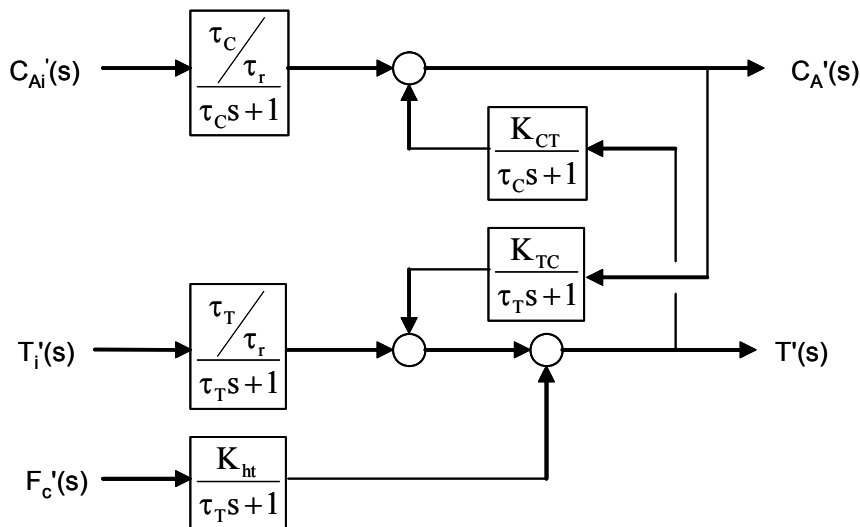 C_Ai'(s)
τ_C/τ_r
τ_C s+1
C_A'(s)
K_CT
τ_C s+1
K_TC
τ_T s+1
T_i'(s)
τ_T/τ_r
τ_T s+1
T'(s)
F_c'(s)
K_ht
τ_T s+1